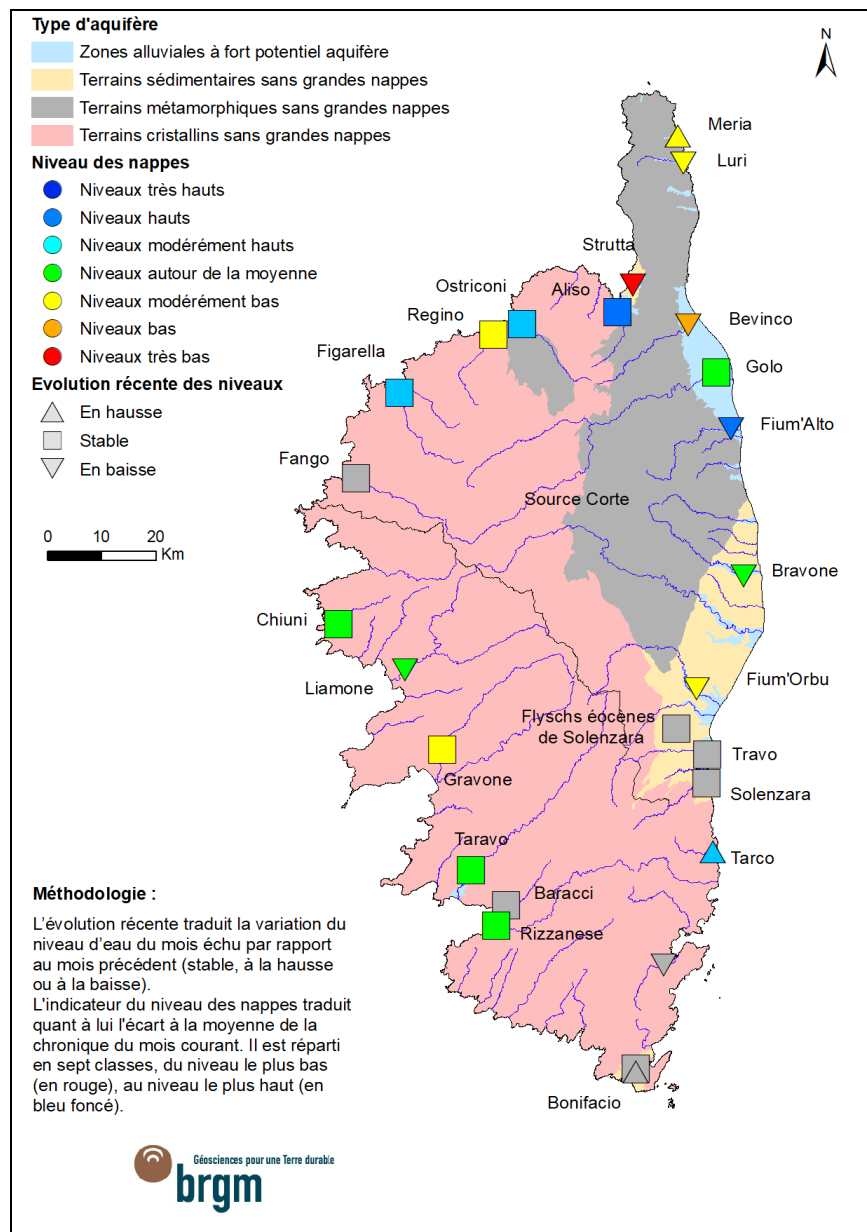 Type d'aquifère
Zones alluviales à fort potentiel aquifère
Terrains sédimentaires sans grandes nappes
Terrains métamorphiques sans grandes nappes
Terrains cristallins sans grandes nappes
Niveau des nappes
Niveaux très hauts
Niveaux hauts
Niveaux modérément hauts
Niveaux autour de la moyenne
Niveaux modérément bas
Niveaux bas
Niveaux très bas
Evolution récente des niveaux
En hausse
Stable
En baisse
0 10 20
Km
N
Meria
Luri
Strutta
Ostriconi
Aliso
Regino
Bevinco
Figarella
Golo
Fium'Alto
Fango
Source Corte
Bravone
Chiuni
Liamone
Fium'Orbu
Flyschs éocènes
de Solenzara
Travo
Gravone
Solenzara
Taravo
Tarco
Baracci
Rizzanese
Bonifacio
Méthodologie :
L'évolution récente traduit la variation du
niveau d'eau du mois échu par rapport
au mois précédent (stable, à la hausse
ou à la baisse).
L'indicateur du niveau des nappes traduit
quant à lui l'écart à la moyenne de la
chronique du mois courant. Il est réparti
en sept classes, du niveau le plus bas
(en rouge), au niveau le plus haut (en
bleu foncé).
Géosciences pour une Terre durable
brgm